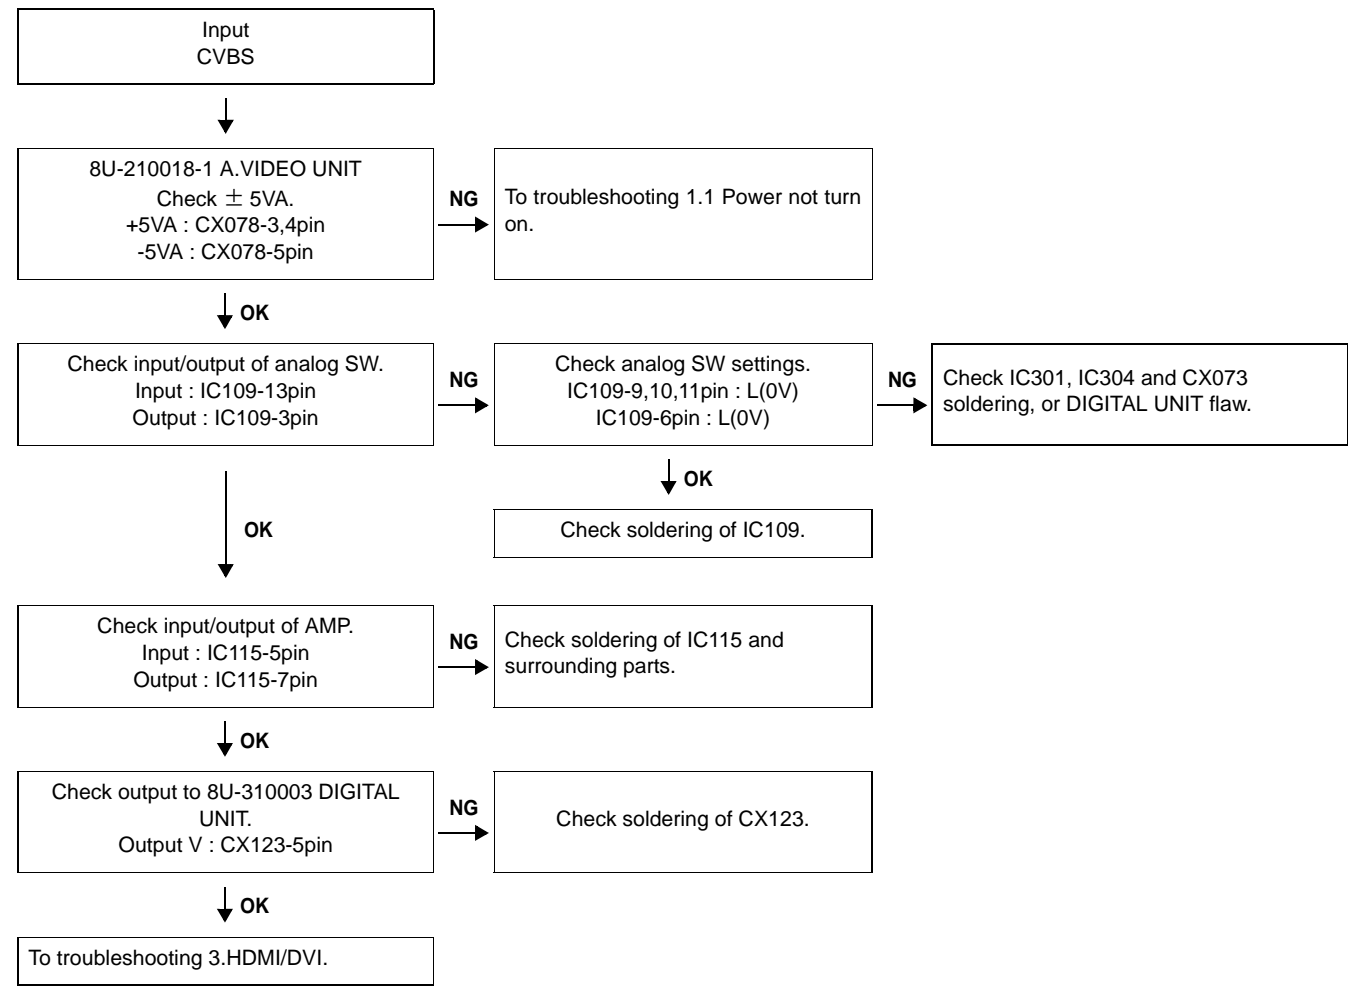 Input
CVBS
8U-210018-1 A.VIDEO UNIT
Check ± 5VA.
+5VA : CX078-3,4pin
-5VA : CX078-5pin
NG
To troubleshooting 1.1 Power not turn
on.
OK
Check input/output of analog SW.
Input : IC109-13pin
Output : IC109-3pin
NG
Check analog SW settings.
IC109-9,10,11pin : L(0V)
IC109-6pin : L(0V)
NG
Check IC301, IC304 and CX073
soldering, or DIGITAL UNIT flaw.
OK
Check soldering of IC109.
OK
Check input/output of AMP.
Input : IC115-5pin
Output : IC115-7pin
NG
Check soldering of IC115 and
surrounding parts.
OK
Check output to 8U-310003 DIGITAL
UNIT.
Output V : CX123-5pin
NG
Check soldering of CX123.
OK
To troubleshooting 3.HDMI/DVI.